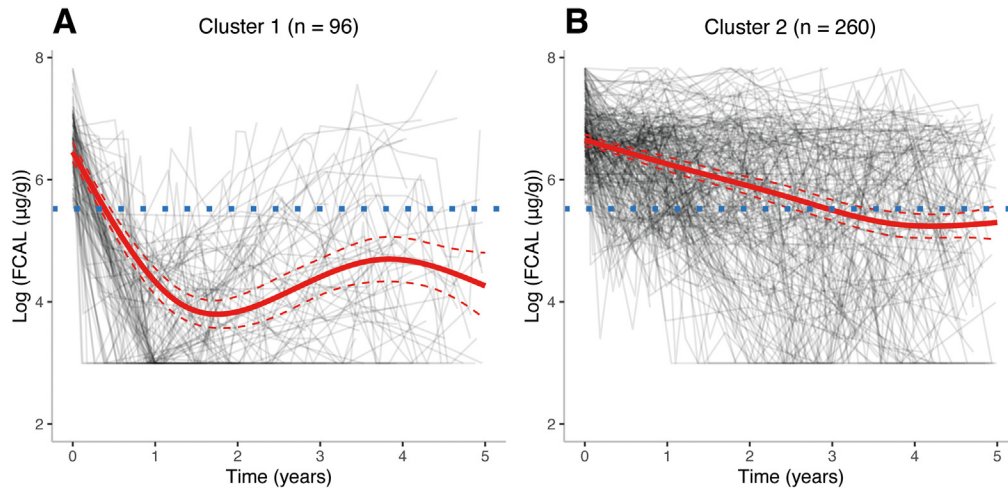 A
Cluster 1 (n = 96)
Log (FCAL (µg/g))
8
6
4
2
0 1 2 3 4 5
Time (years)
B
Cluster 2 (n = 260)
Log (FCAL (µg/g))
8
6
4
2
0 1 2 3 4 5
Time (years)